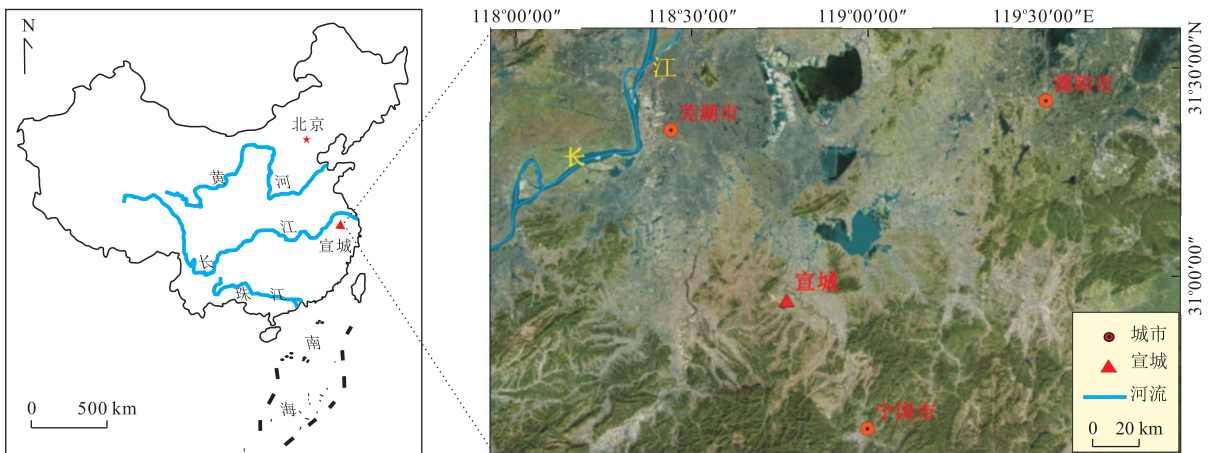 N
北京
黄
河
江
宣城
长
珠
江
南
海
0 500 km
118°00′00″
118°30′00″
119°00′00″
119°30′00″E
江
溧阳市
芜湖市
长
宣城
宁国市
31°30′00″N
31°00′00″
城市
宣城
河流
0 20 km